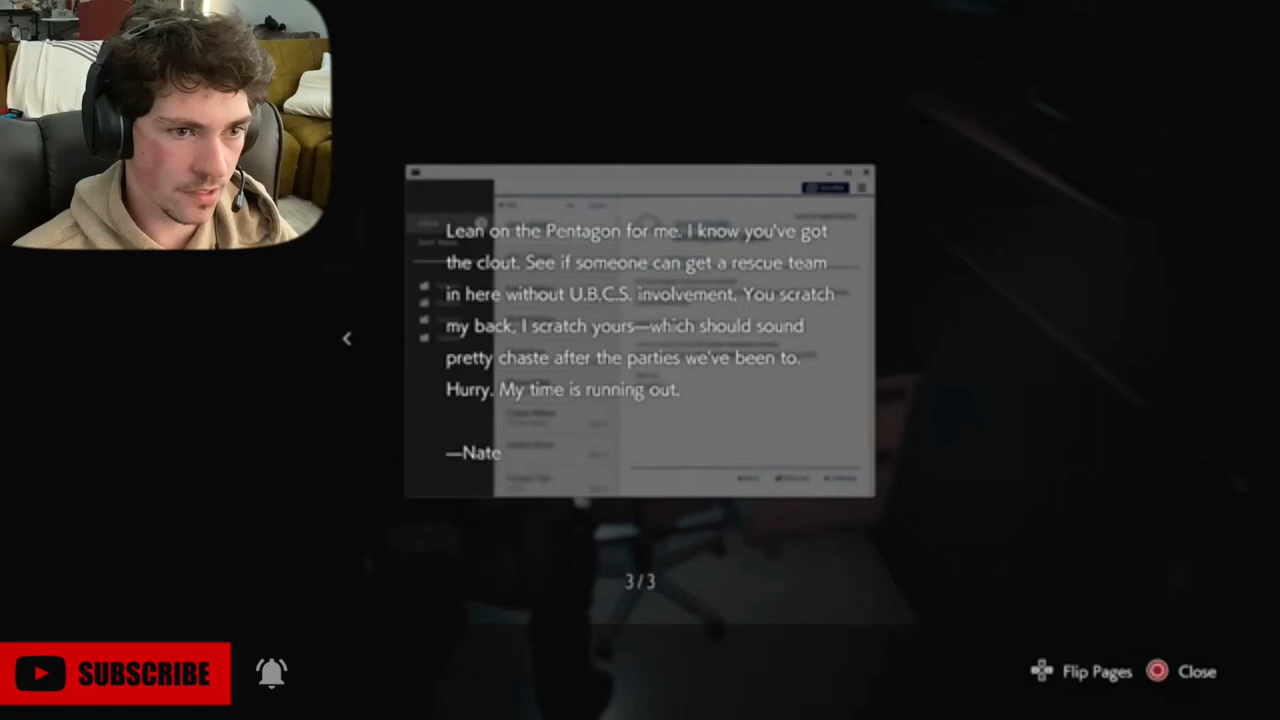 Lean on the Pentagon for me. I know you've got
the clout. See if someone can get a rescue team
in here without U.B.C.S. involvement. You scratch
my back, I scratch yours—which should sound
pretty chaste after the parties we've been to.
Hurry. My time is running out.
—Nate
3/3
SUBSCRIBE
Flip Pages
Close